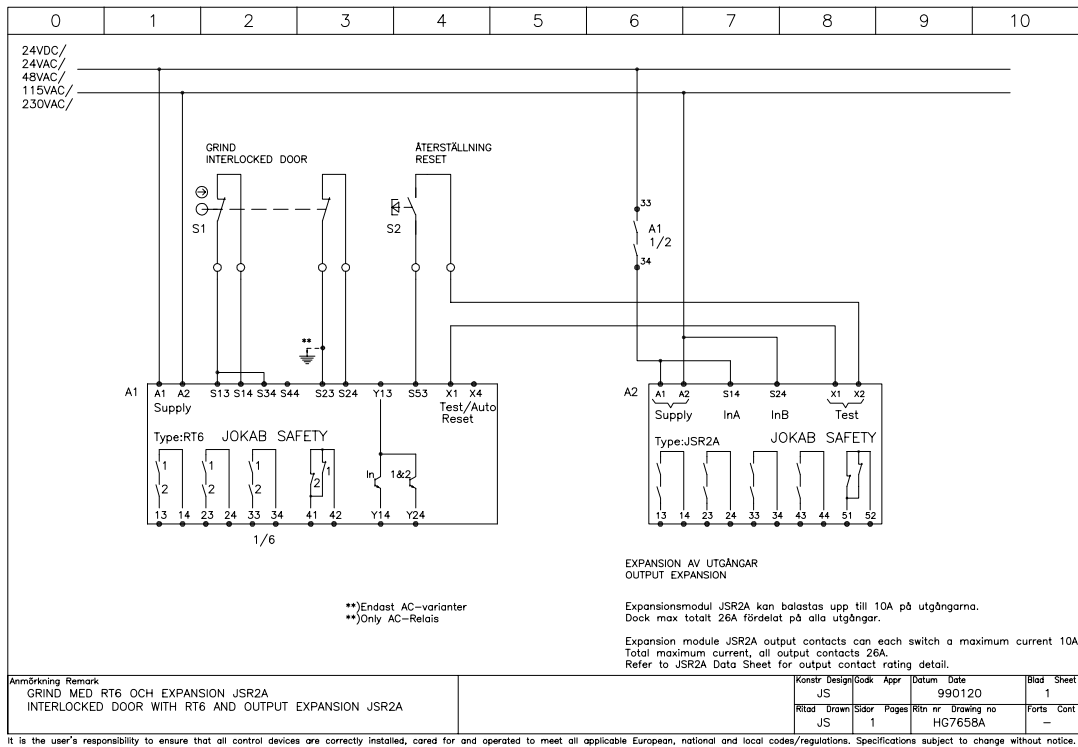 0 1 2 3 4 5 6 7 8 9 10
24VDC/
24VAC/
48VAC/
115VAC/
230VAC/
GRIND
INTERLOCKED DOOR
ÅTERSTÄLLNING
RESET
S1
S2
33
A1
1/2
34
**
A1
A1 A2 S13 S14 S34 S44 S23 S24 Y13 S53 X1 X4
Supply
Test/Auto
Reset
Type:RT6 JOKAB SAFETY
1 1 1 1
2 2 2 2
In 1&2
13 14 23 24 33 34 41 42 Y14 Y24
1/6
A2
A1 A2 S14 S24 X1 X2
Supply InA InB Test
Type:JSR2A JOKAB SAFETY
13 14 23 24 33 34 43 44 51 52
EXPANSION AV UTGÅNGAR
OUTPUT EXPANSION
**)Endast AC-varianter
**)Only AC-Relais
Expansionsmodul JSR2A kan balastas upp till 10A på utgångarna.
Dock max totalt 26A fördelat på alla utgångar.
Expansion module JSR2A output contacts can each switch a maximum current 10A
Total maximum current, all output contacts 26A.
Refer to JSR2A Data Sheet for output contact rating detail.
Anmörkning Remark
GRIND MED RT6 OCH EXPANSION JSR2A
INTERLOCKED DOOR WITH RT6 AND OUTPUT EXPANSION JSR2A
Konstr Design Godk Appr Datum Date Blad Sheet
JS 990120 1
Ritad Drawn Sidor Pages Ritn nr Drawing no Forts Cont
JS 1 HG7658A -
It is the user's responsibility to ensure that all control devices are correctly installed, cared for and operated to meet all applicable European, national and local codes/regulations. Specifications subject to change without notice.